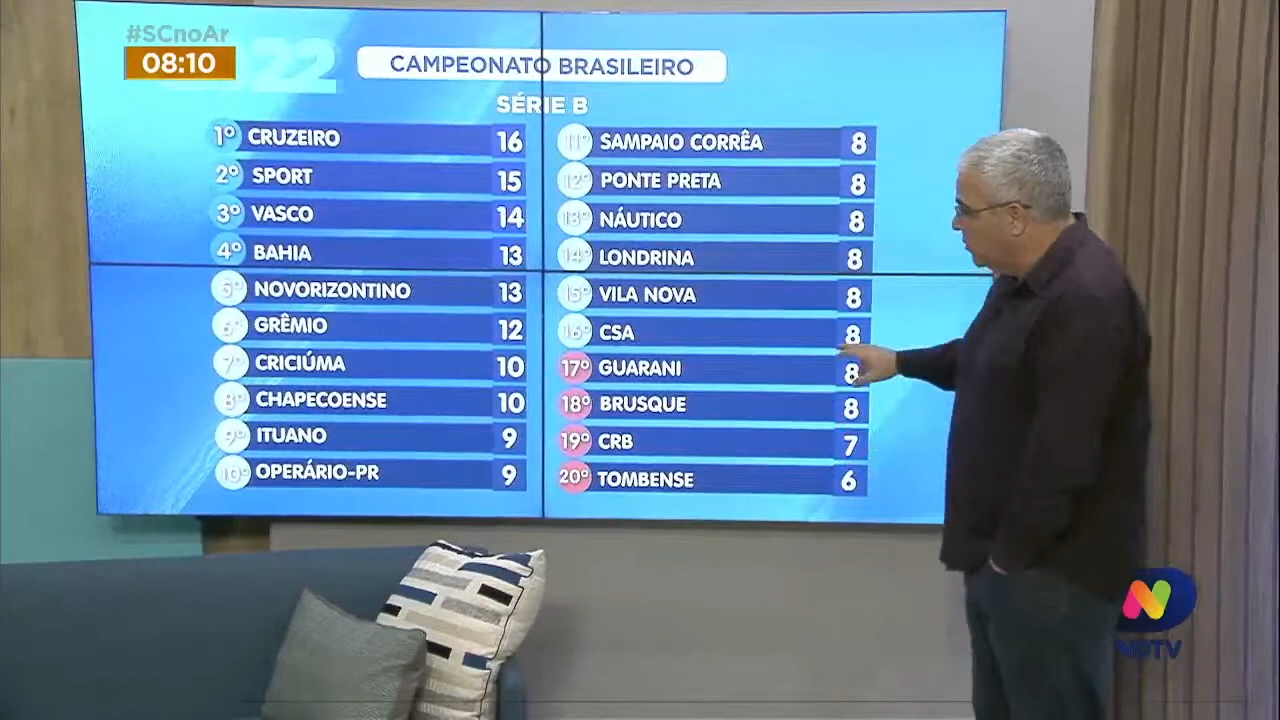 #SCnoAr
08:10
22
CAMPEONATO BRASILEIRO
SÉRIE B
1º CRUZEIRO 16
2º SPORT 15
3º VASCO 14
4º BAHIA 13
5º NOVORIZONTINO 13
6º GRÊMIO 12
7º CRICIÚMA 10
8º CHAPECOENSE 10
9º ITUANO 9
10º OPERÁRIO-PR 9
11º SAMPAIO CORRÊA 8
12º PONTE PRETA 8
13º NÁUTICO 8
14º LONDRINA 8
15º VILA NOVA 8
16º CSA 8
17º GUARANI 8
18º BRUSQUE 8
19º CRB 7
20º TOMBENSE 6
N
NDTV